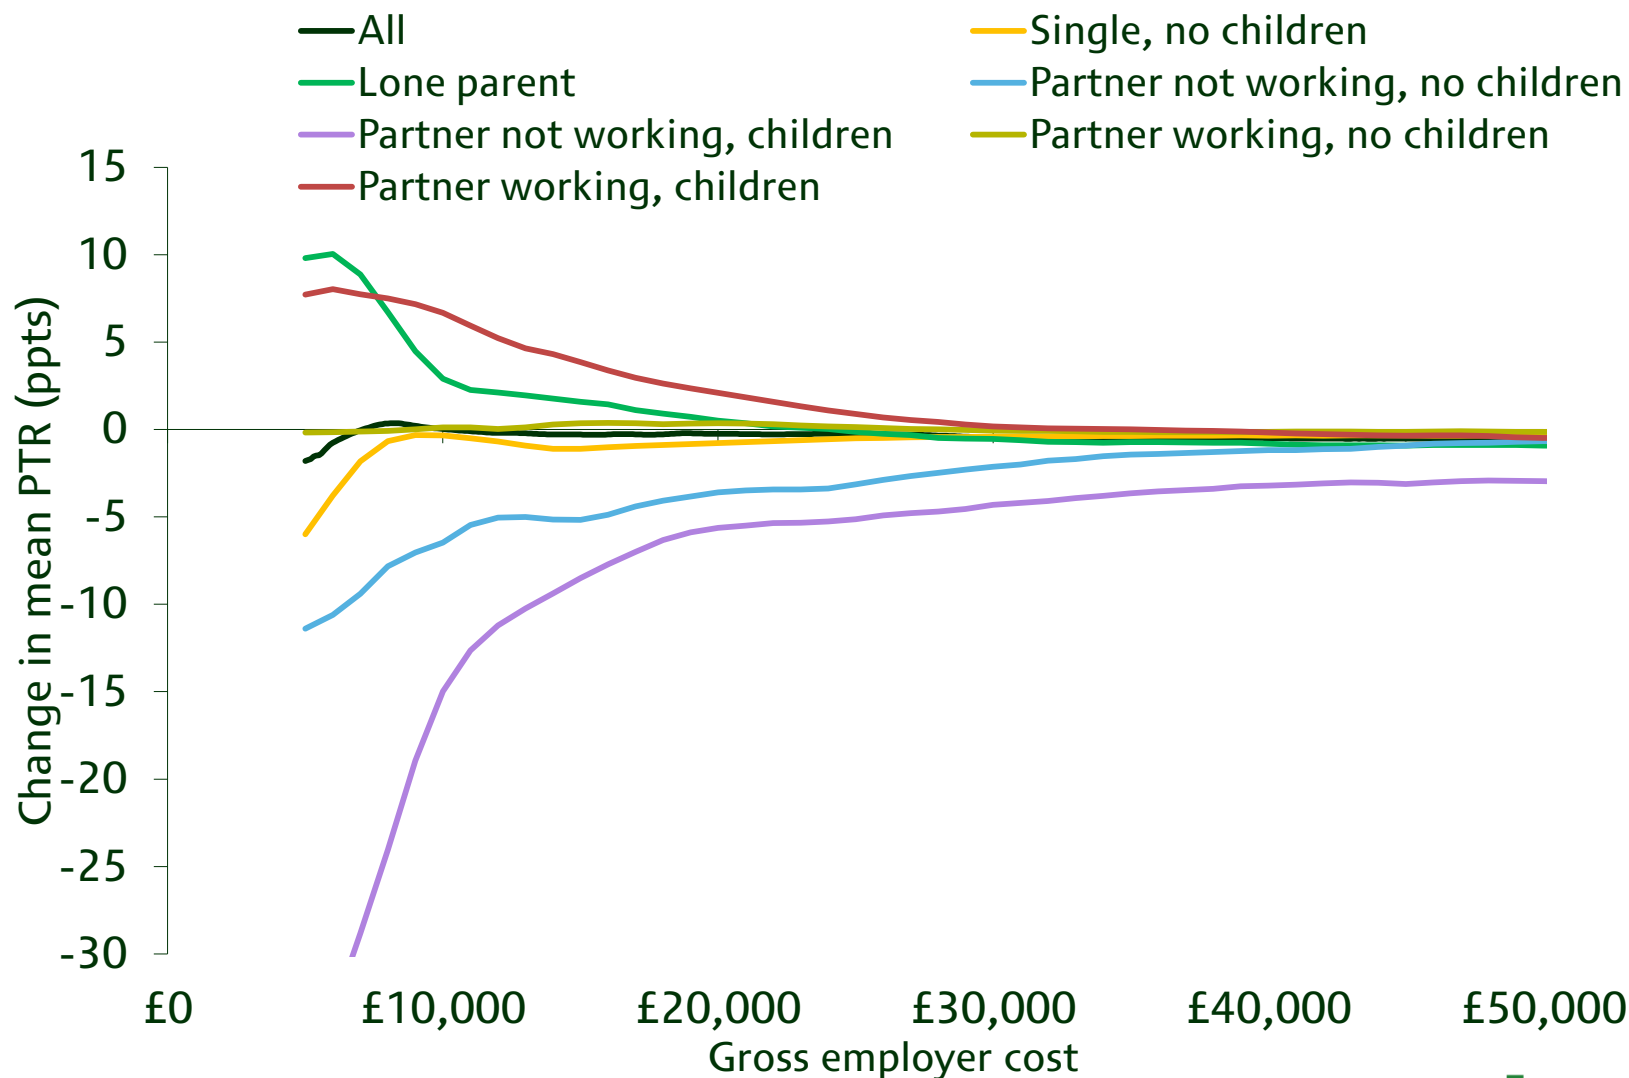 All
Single, no children
Lone parent
Partner not working, no children
Partner not working, children
Partner working, no children
Partner working, children
15
10
5
0
-5
-10
-15
-20
-25
-30
Change in mean PTR (ppts)
£0 £10,000 £20,000 £30,000 £40,000 £50,000
Gross employer cost